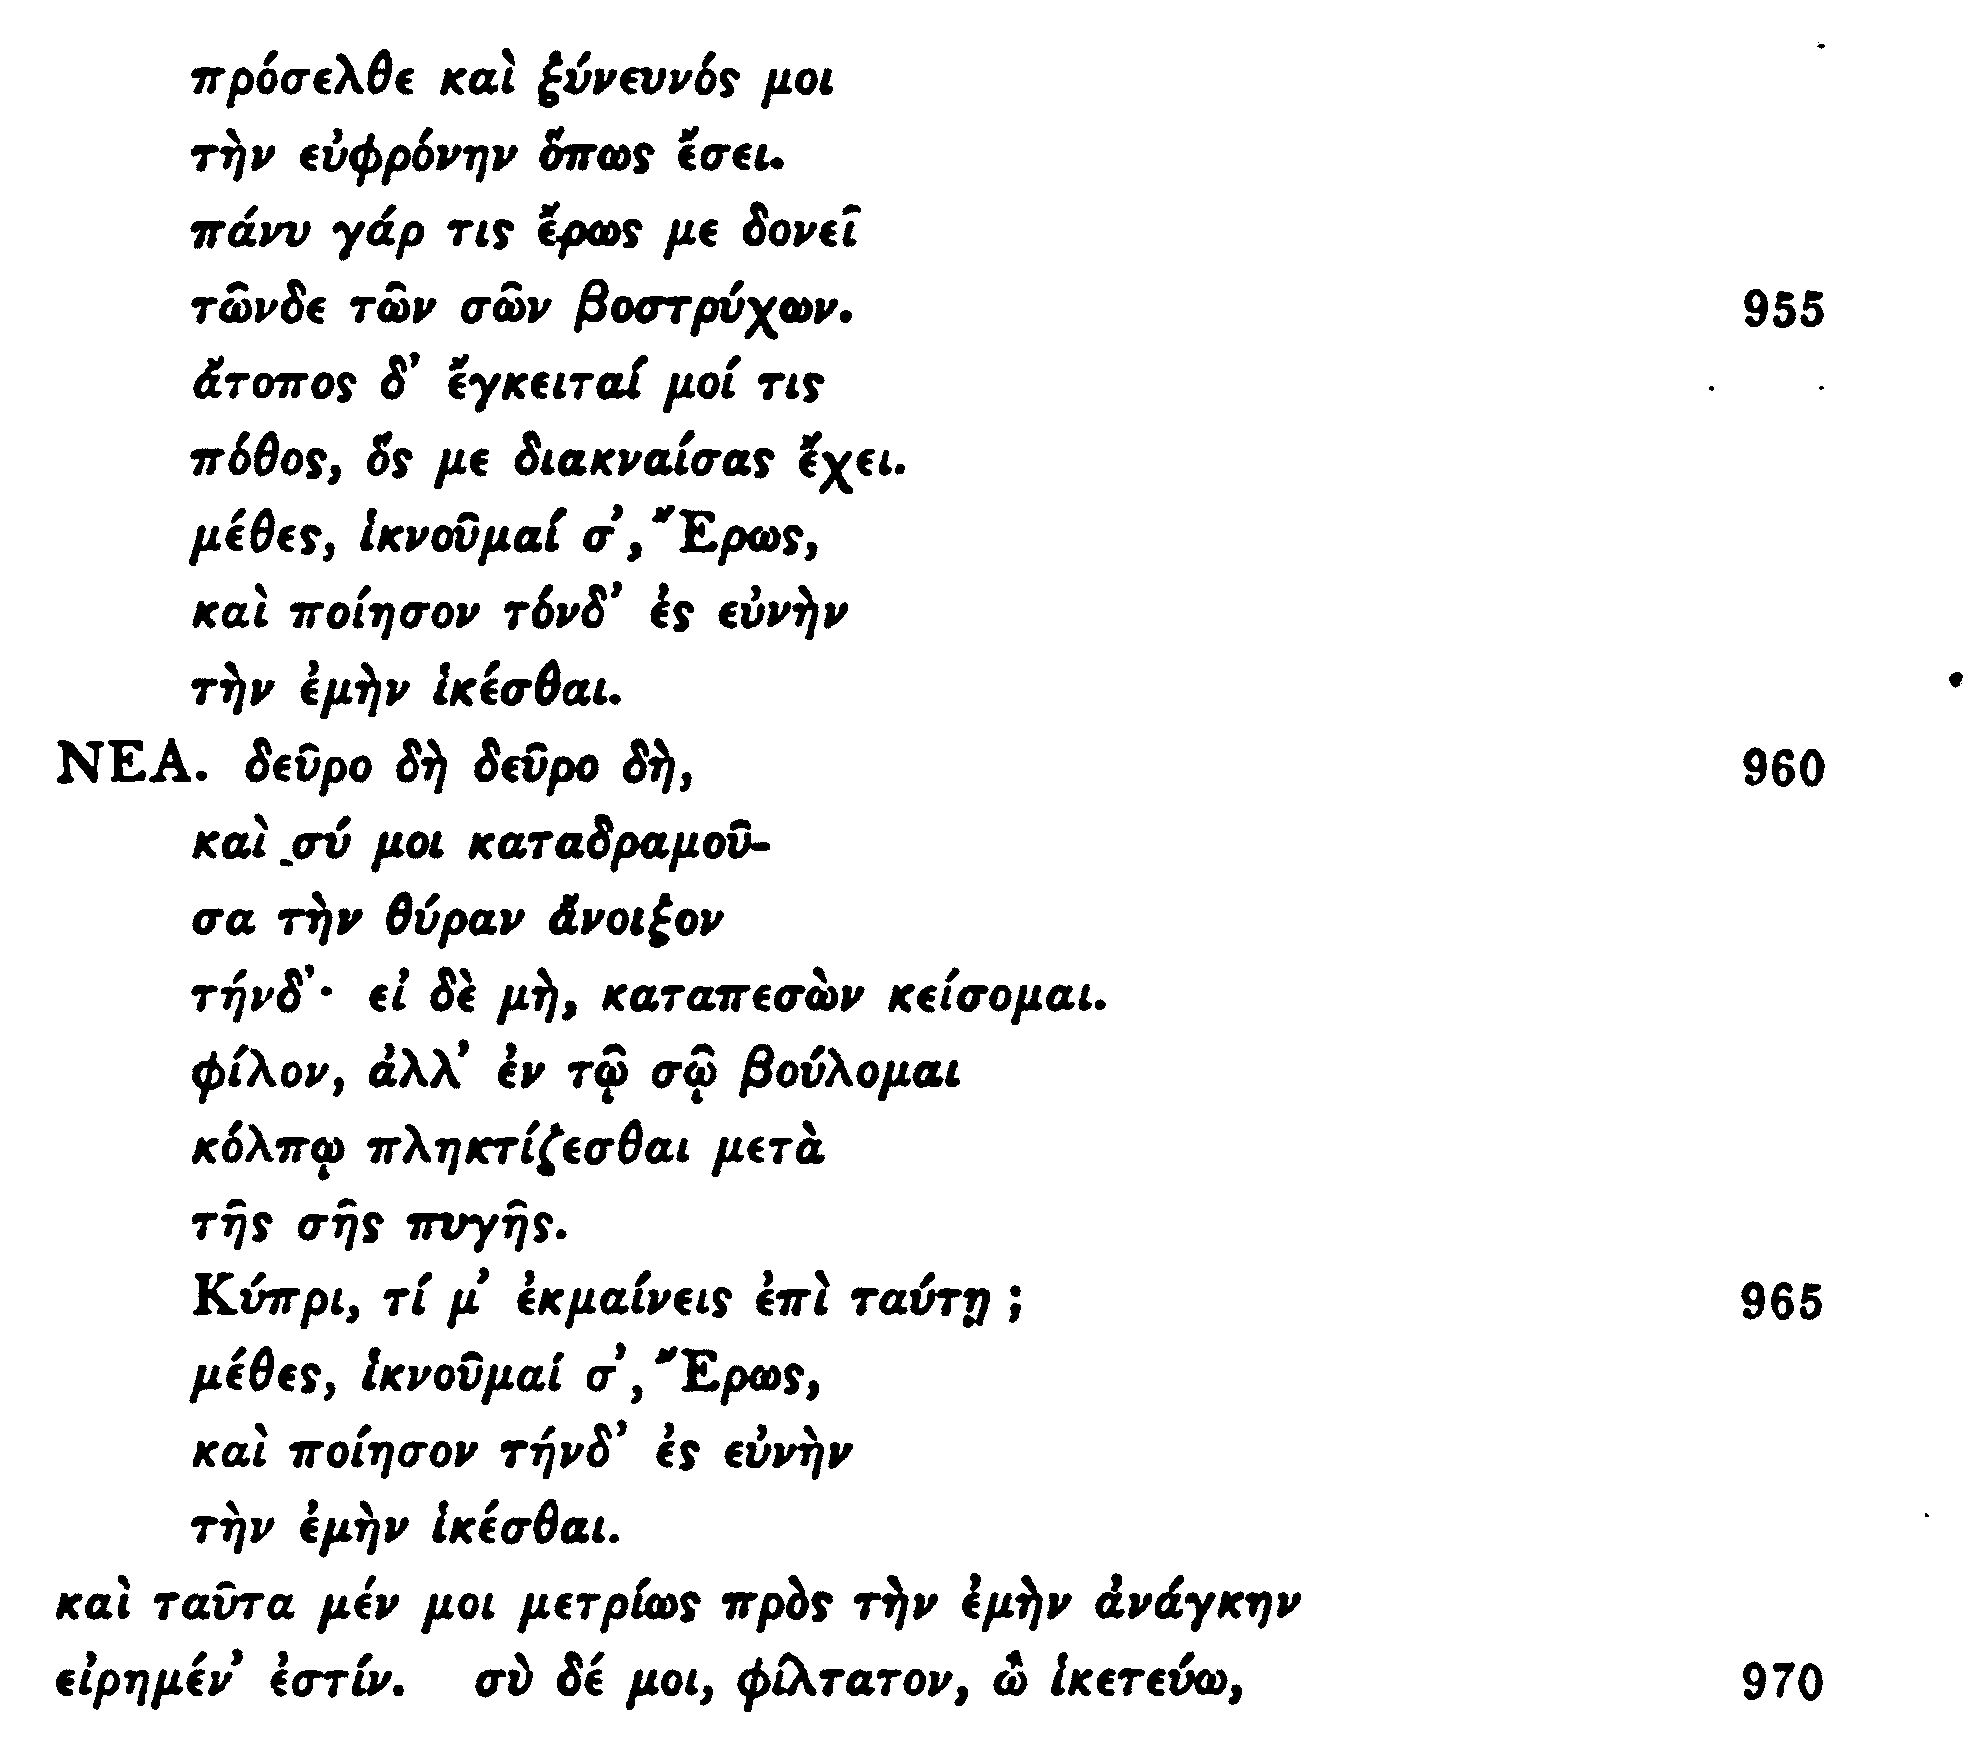 πρόσελθε καὶ ξύνευνός μοι
τὴν εὐφρόνην ὅπως ἔσει.
πάνυ γάρ τις ἔρως με δονεῖ
τῶνδε τῶν σῶν βοστρύχων. 955
ἄτοπος δ’ ἔγκειταί μοί τις
πόθος, ὅς με διακναίσας ἔχει.
μέθες, ἱκνοῦμαί σ’, Ἔρως,
καὶ ποίησον τόνδ’ ἐς εὐνὴν
τὴν ἐμὴν ἱκέσθαι.
ΝΕΑ. δεῦρο δὴ δεῦρο δὴ, 960
καὶ σύ μοι καταδραμοῦ-
σα τὴν θύραν ἄνοιξον
τήνδ’· εἰ δὲ μὴ, καταπεσὼν κείσομαι.
φίλον, ἀλλ’ ἐν τῷ σῷ βούλομαι
κόλπῳ πληκτίζεσθαι μετὰ
τῆς σῆς πυγῆς.
Κύπρι, τί μ’ ἐκμαίνεις ἐπὶ ταύτῃ ; 965
μέθες, ἱκνοῦμαί σ’, Ἔρως,
καὶ ποίησον τήνδ’ ἐς εὐνὴν
τὴν ἐμὴν ἱκέσθαι.
καὶ ταῦτα μέν μοι μετρίως πρὸς τὴν ἐμὴν ἀνάγκην
εἰρημέν’ ἐστίν. σὺ δέ μοι, φίλτατον, ὢ ἱκετεύω, 970